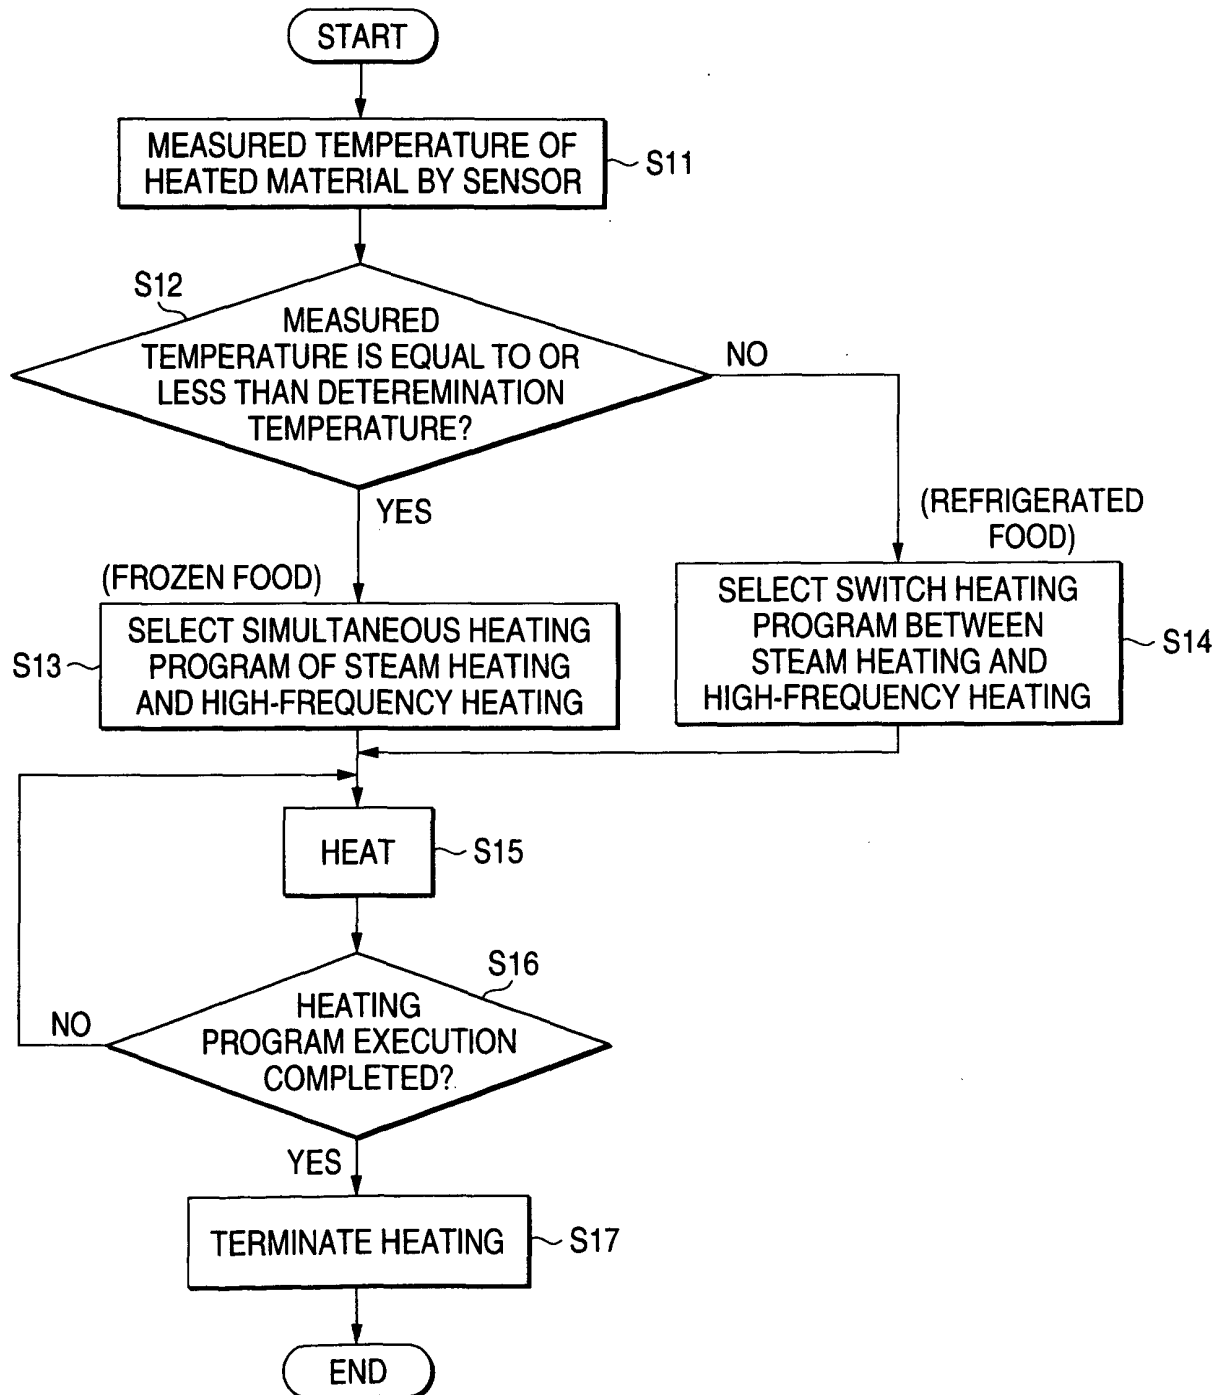 START
MEASURED TEMPERATURE OF
HEATED MATERIAL BY SENSOR
S11
S12
MEASURED
TEMPERATURE IS EQUAL TO OR
LESS THAN DETEREMINATION
TEMPERATURE?
NO
YES
(REFRIGERATED
FOOD)
(FROZEN FOOD)
SELECT SIMULTANEOUS HEATING
PROGRAM OF STEAM HEATING
AND HIGH-FREQUENCY HEATING
S13
SELECT SWITCH HEATING
PROGRAM BETWEEN
STEAM HEATING AND
HIGH-FREQUENCY HEATING
S14
HEAT
S15
S16
HEATING
PROGRAM EXECUTION
COMPLETED?
NO
YES
TERMINATE HEATING
S17
END